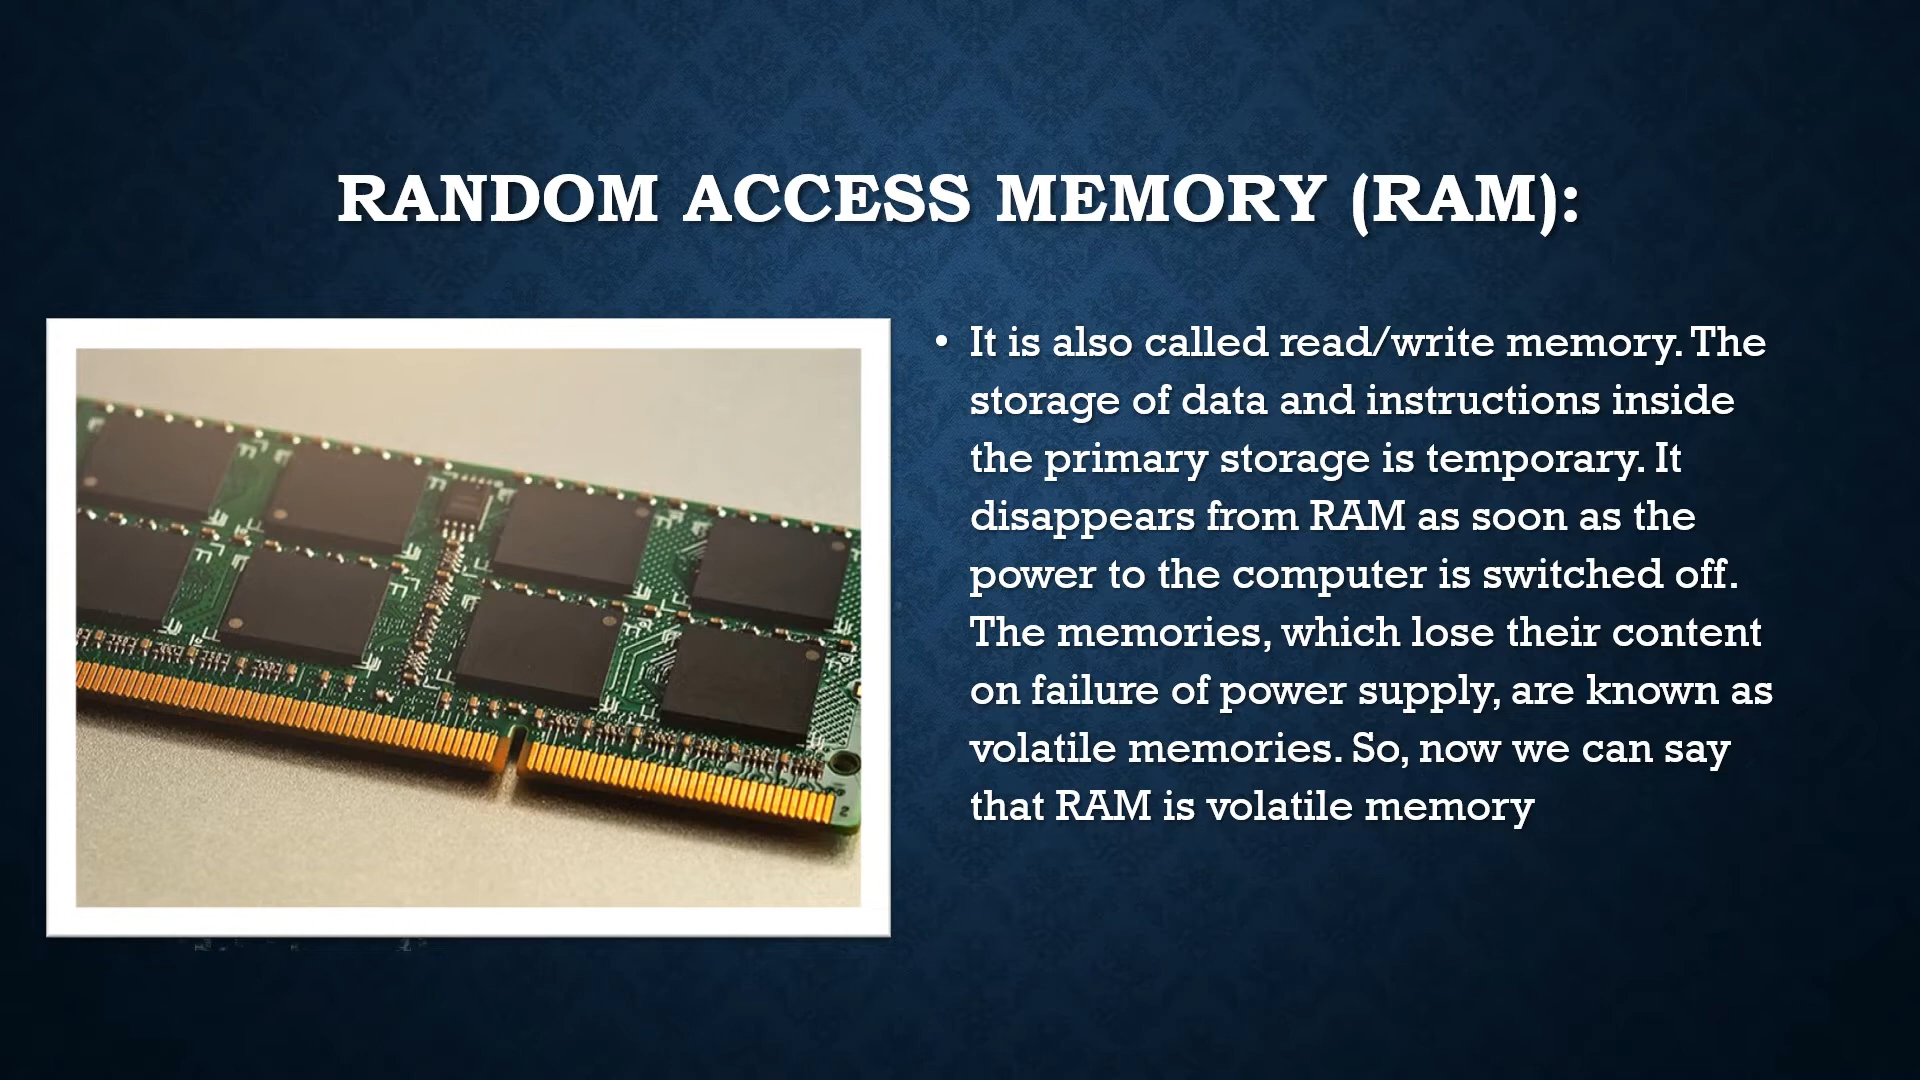 RANDOM ACCESS MEMORY (RAM):
• It is also called read/write memory. The
storage of data and instructions inside
the primary storage is temporary. It
disappears from RAM as soon as the
power to the computer is switched off.
The memories, which lose their content
on failure of power supply, are known as
volatile memories. So, now we can say
that RAM is volatile memory